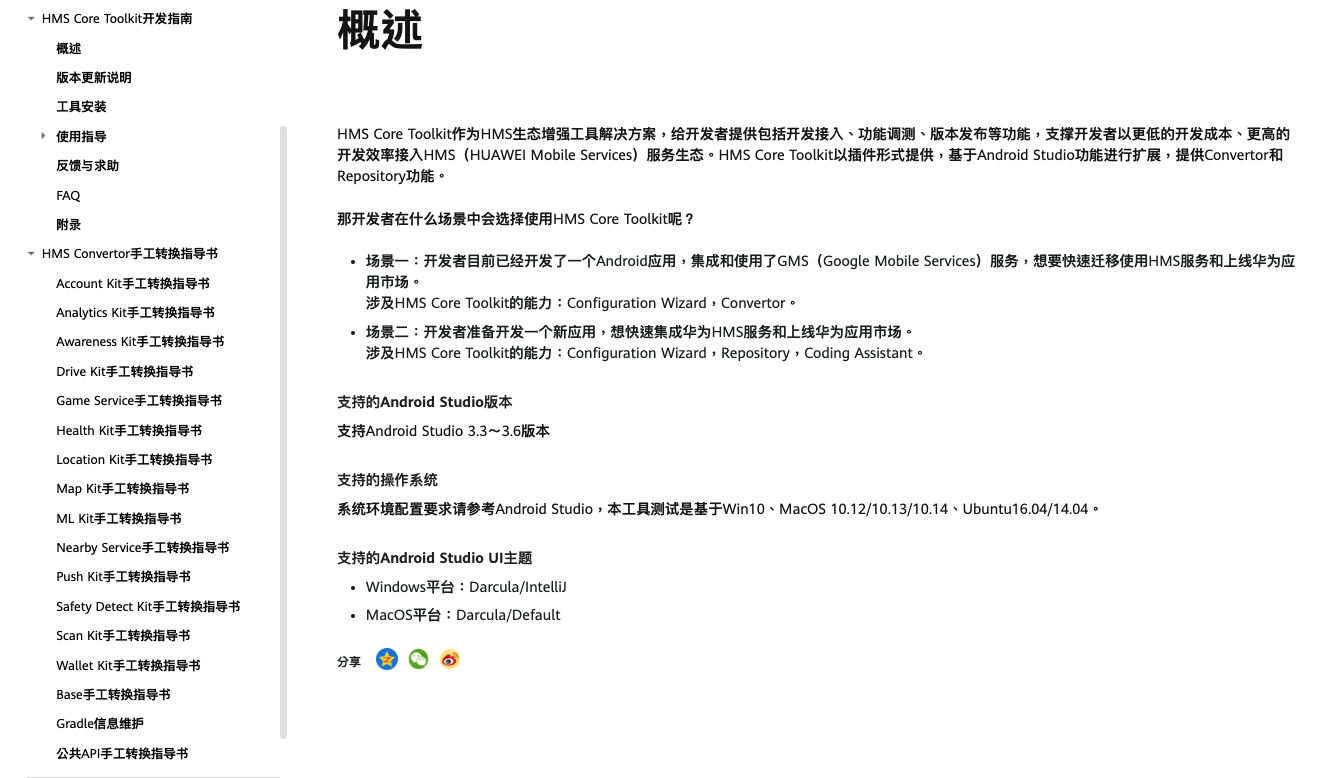 HMS Core Toolkit开发指南
概述
版本更新说明
工具安装
使用指导
反馈与求助
FAQ
附录
HMS Convertor手工转换指导书
Account Kit手工转换指导书
Analytics Kit手工转换指导书
Awareness Kit手工转换指导书
Drive Kit手工转换指导书
Game Service手工转换指导书
Health Kit手工转换指导书
Location Kit手工转换指导书
Map Kit手工转换指导书
ML Kit手工转换指导书
Nearby Service手工转换指导书
Push Kit手工转换指导书
Safety Detect Kit手工转换指导书
Scan Kit手工转换指导书
Wallet Kit手工转换指导书
Base手工转换指导书
Gradle信息维护
公共API手工转换指导书
概述
HMS Core Toolkit作为HMS生态增强工具解决方案，给开发者提供包括开发接入、功能调测、版本发布等功能，支撑开发者以更低的开发成本、更高的
开发效率接入HMS（HUAWEI Mobile Services）服务生态。HMS Core Toolkit以插件形式提供，基于Android Studio功能进行扩展，提供Convertor和
Repository功能。
那开发者在什么场景中会选择使用HMS Core Toolkit呢？
• 场景一：开发者目前已经开发了一个Android应用，集成和使用了GMS（Google Mobile Services）服务，想要快速迁移使用HMS服务和上线华为应
用市场。
涉及HMS Core Toolkit的能力：Configuration Wizard，Convertor。
• 场景二：开发者准备开发一个新应用，想快速集成华为HMS服务和上线华为应用市场。
涉及HMS Core Toolkit的能力：Configuration Wizard，Repository，Coding Assistant。
支持的Android Studio版本
支持Android Studio 3.3～3.6版本
支持的操作系统
系统环境配置要求请参考Android Studio，本工具测试是基于Win10、MacOS 10.12/10.13/10.14、Ubuntu16.04/14.04。
支持的Android Studio UI主题
• Windows平台：Darcula/IntelliJ
• MacOS平台：Darcula/Default
分享